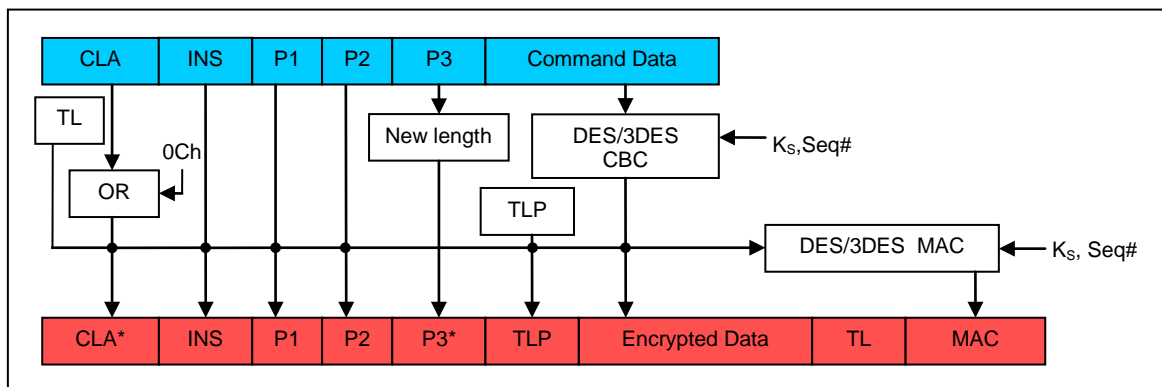 CLA INS P1 P2 P3 Command Data
TL
New length
DES/3DES
CBC
KS,Seq#
0Ch
OR
TLP
DES/3DES MAC
KS, Seq#
CLA* INS P1 P2 P3* TLP Encrypted Data TL MAC